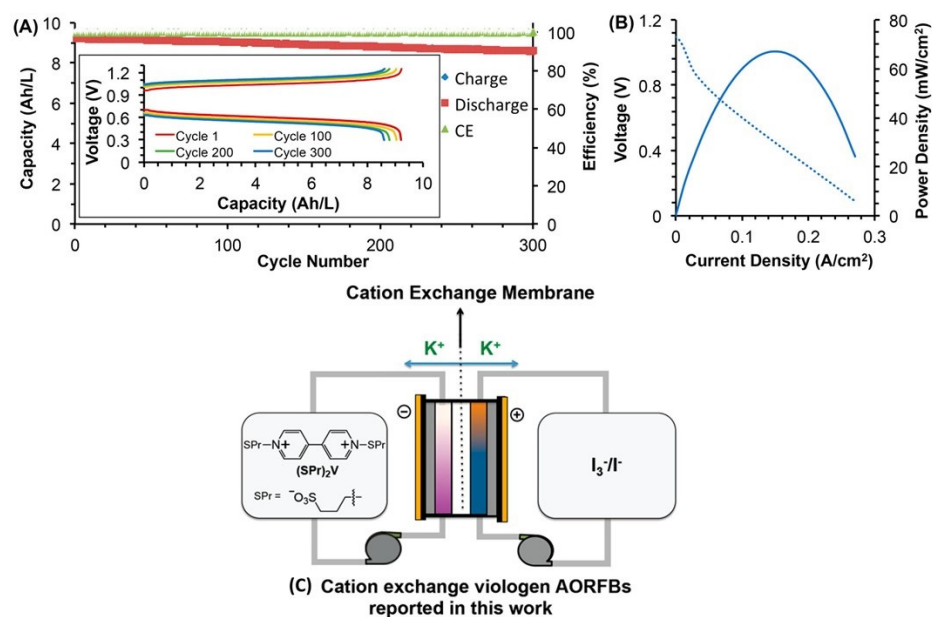 (A)
10
9
8
6
4
2
0
Capacity (Ah/L)
0
100
200
300
Cycle Number
100
80
60
40
20
0
Efficiency (%)
Charge
Discharge
CE
1.2
0.9
0.6
0.3
0
Voltage (V)
Cycle 1
Cycle 100
Cycle 200
Cycle 300
0
2
4
6
8
10
Capacity (Ah/L)
(B)
1.2
0.8
0.4
0
Voltage (V)
80
60
40
20
0
Power Density (mW/cm²)
0
0.1
0.2
0.3
Current Density (A/cm²)
Cation Exchange Membrane
K⁺ K⁺
SPr-N⁺ ⁺N-SPr
(SPr)₂V
SPr = ⁻O₃S
⊖
⊕
I₃⁻/I⁻
(C) Cation exchange viologen AORFBs
reported in this work